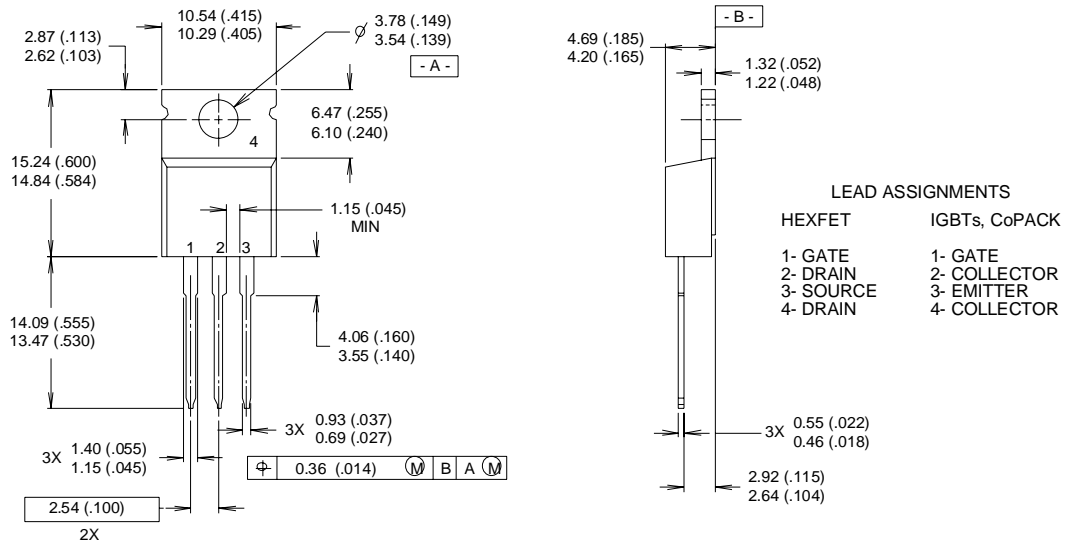 10.54 (.415)
10.29 (.405)
3.78 (.149)
3.54 (.139)
- A -
2.87 (.113)
2.62 (.103)
6.47 (.255)
6.10 (.240)
4
15.24 (.600)
14.84 (.584)
1.15 (.045)
MIN
1 2 3
14.09 (.555)
13.47 (.530)
4.06 (.160)
3.55 (.140)
3X 0.93 (.037)
0.69 (.027)
3X 1.40 (.055)
1.15 (.045)
⌖ 0.36 (.014) Ⓜ B A Ⓜ
2.54 (.100)
2X
- B -
4.69 (.185)
4.20 (.165)
1.32 (.052)
1.22 (.048)
3X 0.55 (.022)
0.46 (.018)
2.92 (.115)
2.64 (.104)
LEAD ASSIGNMENTS
HEXFET
1- GATE
2- DRAIN
3- SOURCE
4- DRAIN
IGBTs, CoPACK
1- GATE
2- COLLECTOR
3- EMITTER
4- COLLECTOR